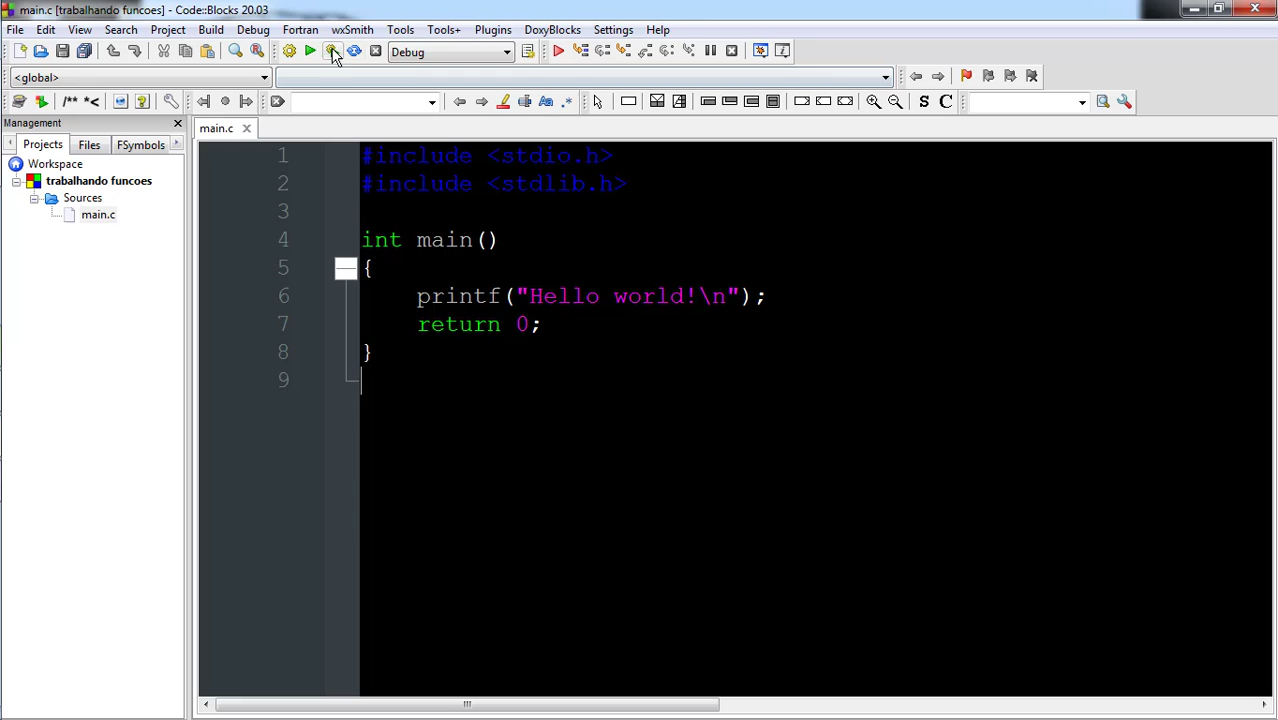 main.c [trabalhando funcoes] - Code::Blocks 20.03
File Edit View Search Project Build Debug Fortran wxSmith Tools Tools+ Plugins DoxyBlocks Settings Help
Debug
<global>
/** *< Aa .* S C
Management
Projects Files FSymbols
Workspace
trabalhando funcoes
Sources
main.c
main.c
1 #include <stdio.h>
2 #include <stdlib.h>
3
4 int main()
5 {
6 printf("Hello world!\n");
7 return 0;
8 }
9